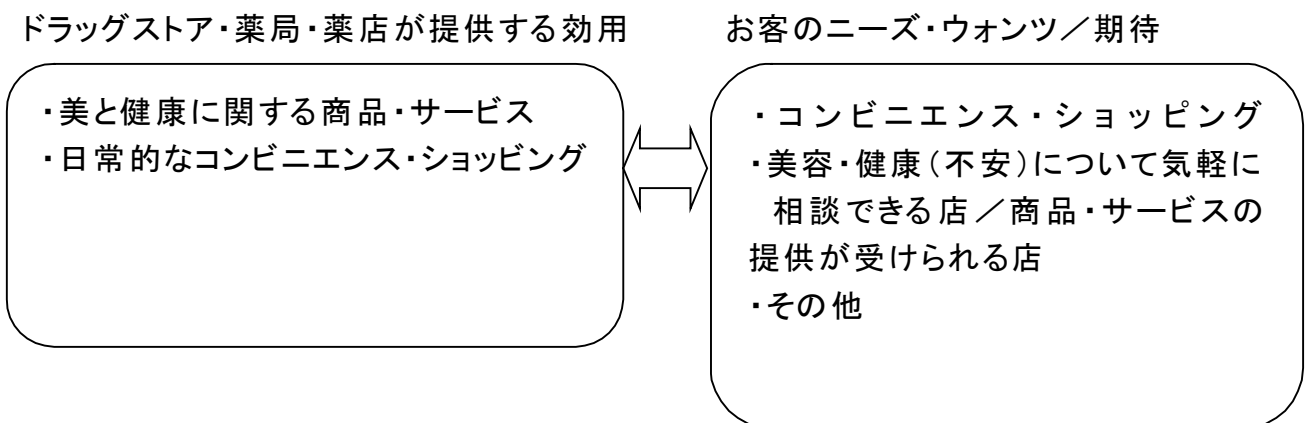 ドラッグストア・薬局・薬店が提供する効用
・美と健康に関する商品・サービス
・日常的なコンビニエンス・ショッピング
お客のニーズ・ウォンツ／期待
・コンビニエンス・ショッピング
・美容・健康(不安)について気軽に
相談できる店／商品・サービスの
提供が受けられる店
・その他